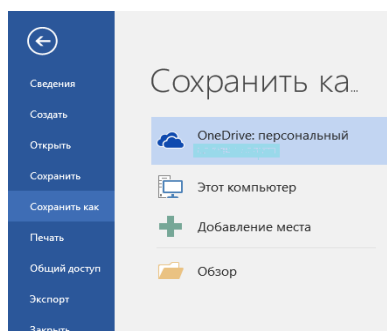 Сведения
Создать
Открыть
Сохранить
Сохранить как
Печать
Общий доступ
Экспорт
Закрыть
Сохранить ка...
OneDrive: персональный
Этот компьютер
Добавление места
Обзор